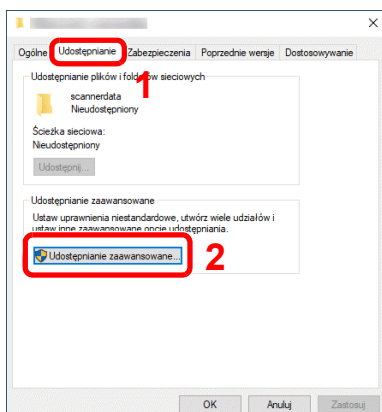 Ogólne Udostępnianie Zabezpieczenia Poprzednie wersje Dostosowywanie
Udostępnianie plików i folderów sieciowych
1
scannerdata
Nieudostępniony
Ścieżka sieciowa:
Nieudostępniony
Udostępnij...
Udostępnianie zaawansowane
Ustaw uprawnienia niestandardowe, utwórz wiele udziałów i
ustaw inne zaawansowane opcje udostępniania.
Udostępnianie zaawansowane...
2
OK Anuluj Zastosuj